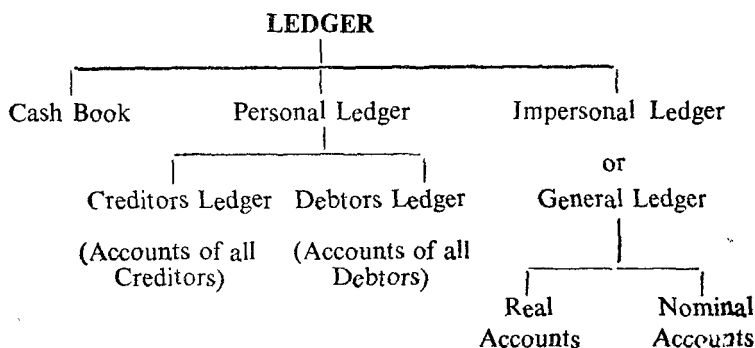 LEDGER
Cash Book Personal Ledger Impersonal Ledger
or
Creditors Ledger Debtors Ledger General Ledger
(Accounts of all (Accounts of all
Creditors) Debtors)
Real Nominal
Accounts Accounts